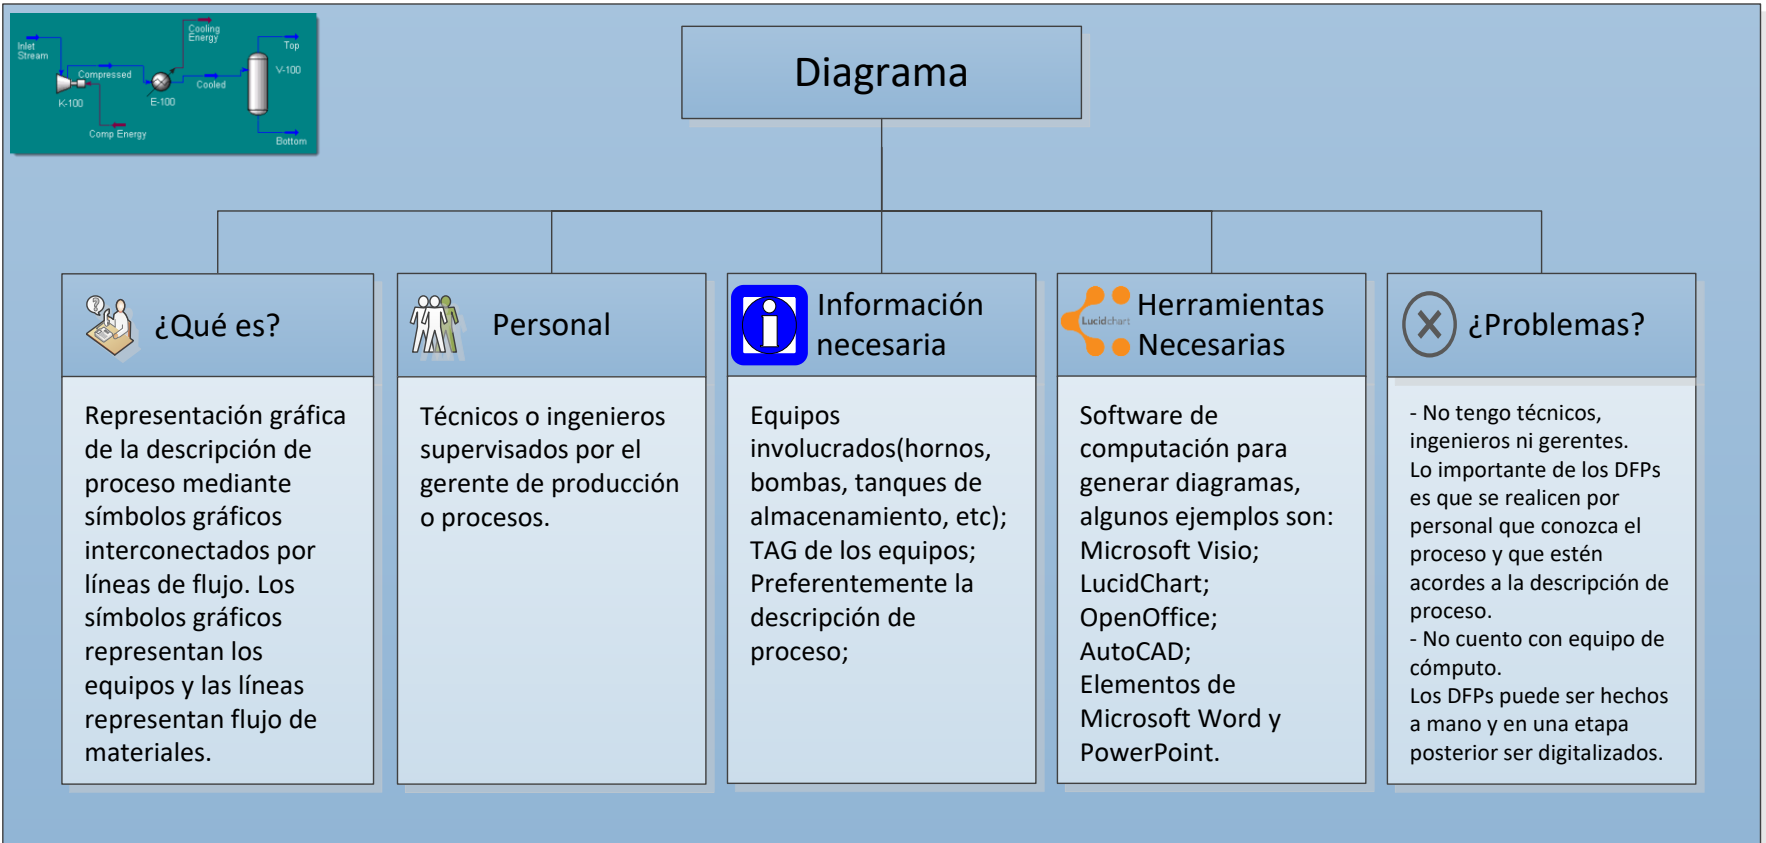 Inlet
Stream
Compressed
K-100
Comp Energy
Cooling
Energy
E-100
Cooled
Top
V-100
Bottom
Diagrama
¿Qué es?
Representación gráfica
de la descripción de
proceso mediante
símbolos gráficos
interconectados por
líneas de flujo. Los
símbolos gráficos
representan los
equipos y las líneas
representan flujo de
materiales.
Personal
Técnicos o ingenieros
supervisados por el
gerente de producción
o procesos.
Información
necesaria
Equipos
involucrados(hornos,
bombas, tanques de
almacenamiento, etc);
TAG de los equipos;
Preferentemente la
descripción de
proceso;
Lucidchart
Herramientas
Necesarias
Software de
computación para
generar diagramas,
algunos ejemplos son:
Microsoft Visio;
LucidChart;
OpenOffice;
AutoCAD;
Elementos de
Microsoft Word y
PowerPoint.
¿Problemas?
- No tengo técnicos,
ingenieros ni gerentes.
Lo importante de los DFPs
es que se realicen por
personal que conozca el
proceso y que estén
acordes a la descripción de
proceso.
- No cuento con equipo de
cómputo.
Los DFPs puede ser hechos
a mano y en una etapa
posterior ser digitalizados.